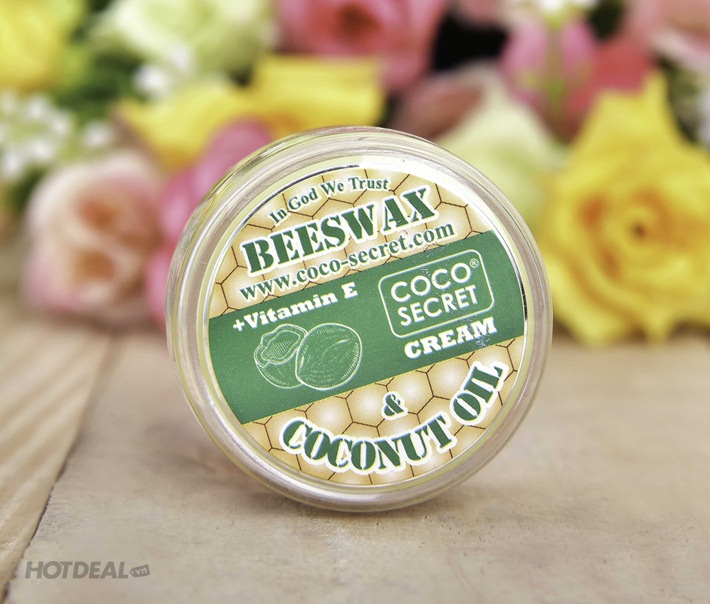 In God We Trust
BEESWAX
www.coco-secret.com
+Vitamin E
COCO®
SECRET
CREAM
&
COCONUT OIL
HOTDEAL.vn